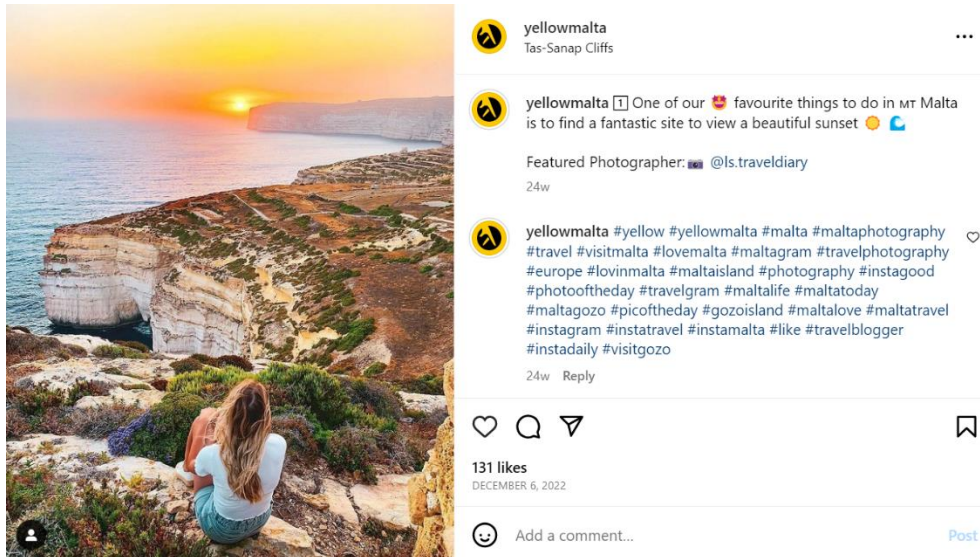 yellowmalta
Tas-Sanap Cliffs
yellowmalta 1️ One of our 🤩 favourite things to do in ᴍᴛ Malta
is to find a fantastic site to view a beautiful sunset ☀️ 🌊
Featured Photographer: 📷 @ls.traveldiary
24w
yellowmalta #yellow #yellowmalta #malta #maltaphotography
#travel #visitmalta #lovemalta #maltagram #travelphotography
#europe #lovinmalta #maltaisland #photography #instagood
#photooftheday #travelgram #maltalife #maltatoday
#maltagozo #picoftheday #gozoisland #maltalove #maltatravel
#instagram #instatravel #instamalta #like #travelblogger
#instadaily #visitgozo
24w Reply
131 likes
DECEMBER 6, 2022
Add a comment...
Post